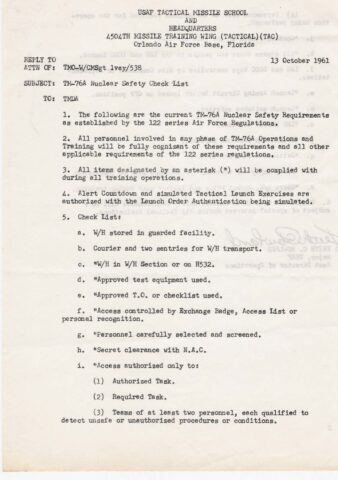 USAF TACTICAL MISSILE SCHOOL
AND
HEADQUARTERS
4504TH MISSILE TRAINING WING (TACTICAL)(TAC)
Orlando Air Force Base, Florida
REPLY TO
ATTN OF: TMO-W/CMSgt Ivey/538
13 October 1961
SUBJECT: TM-76A Nuclear Safety Check List
TO: TMDA
1. The following are the current TM-76A Nuclear Safety Requirements
as established by the 122 series Air Force Regulations.
2. All personnel involved in any phase of TM-76A Operations and
Training will be fully cognizant of these requirements and all other
applicable requirements of the 122 series regulations.
3. All items designated by an asterisk (*) will be complied with
during all training operations.
4. Alert Countdown and simulated Tactical Launch Exercises are
authorized with the Launch Order Authentication being simulated.
5. Check List:
a. W/H stored in guarded facility.
b. Courier and two sentries for W/H transport.
c. *W/H in W/H Section or on H532.
d. *Approved test equipment used.
e. *Approved T.O. or checklist used.
f. *Access controlled by Exchange Badge, Access List or
personal recognition.
g. *Personnel carefully selected and screened.
h. *Secret clearance with N.A.C.
i. *Access authorized only to:
(1) Authorized Task.
(2) Required Task.
(3) Teams of at least two personnel, each qualified to
detect unsafe or unauthorized procedures or conditions.